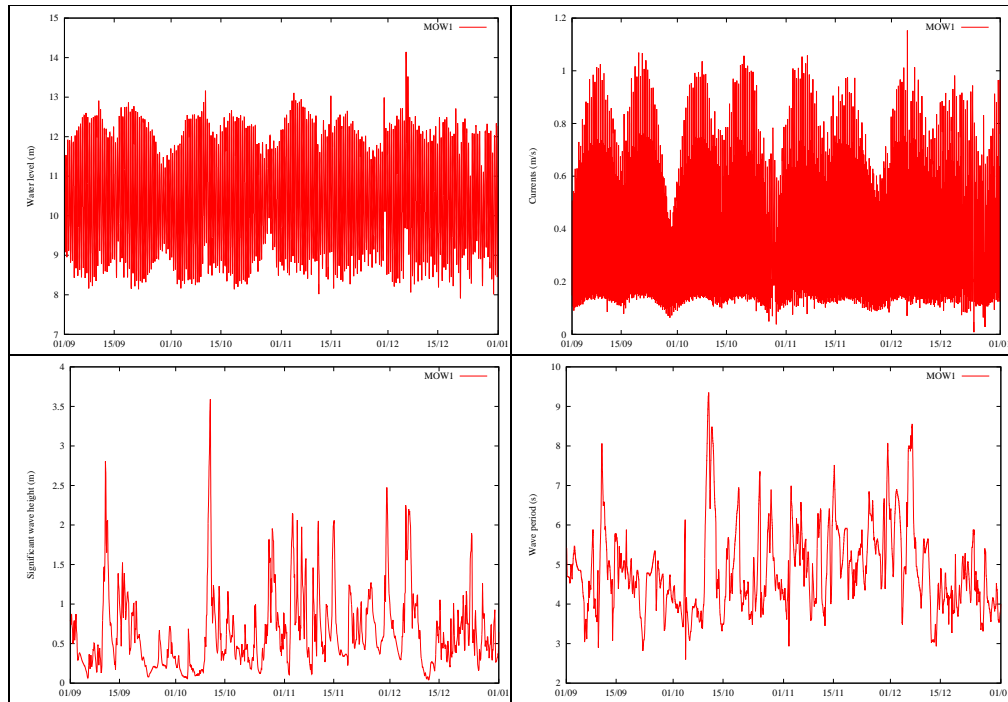 MOW1
15
14
13
12
11
10
9
8
7
Water level (m)
01/09 15/09 01/10 15/10 01/11 15/11 01/12 15/12 01/01
MOW1
1.2
1
0.8
0.6
0.4
0.2
0
Currents (m/s)
01/09 15/09 01/10 15/10 01/11 15/11 01/12 15/12 01/0
MOW1
4
3.5
3
2.5
2
1.5
1
0.5
0
Significant wave height (m)
01/09 15/09 01/10 15/10 01/11 15/11 01/12 15/12 01/01
MOW1
10
9
8
7
6
5
4
3
2
Wave period (s)
01/09 15/09 01/10 15/10 01/11 15/11 01/12 15/12 01/0